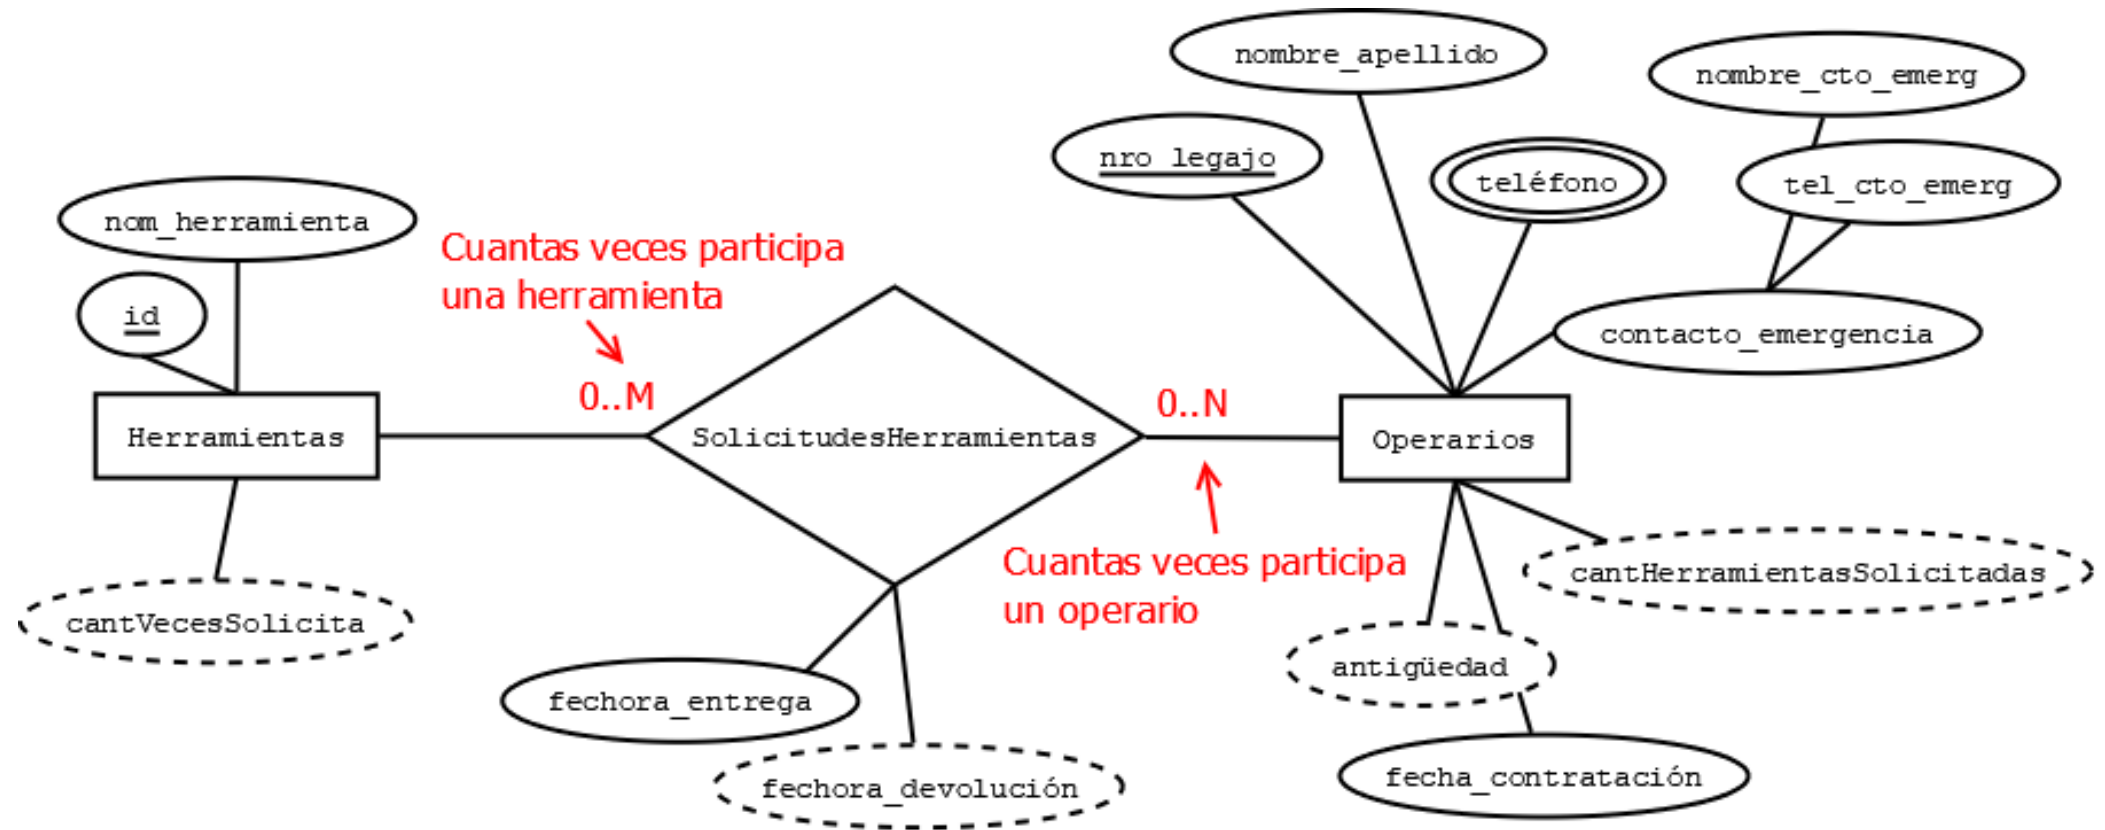 nombre_apellido
nombre_cto_emerg
nro_legajo
teléfono
tel_cto_emerg
nom_herramienta
Cuantas veces participa
una herramienta
id
contacto_emergencia
0..M
0..N
Herramientas
SolicitudesHerramientas
Operarios
Cuantas veces participa
un operario
cantHerramientasSolicitadas
cantVecesSolicita
antigüedad
fechora_entrega
fechora_devolución
fecha_contratación